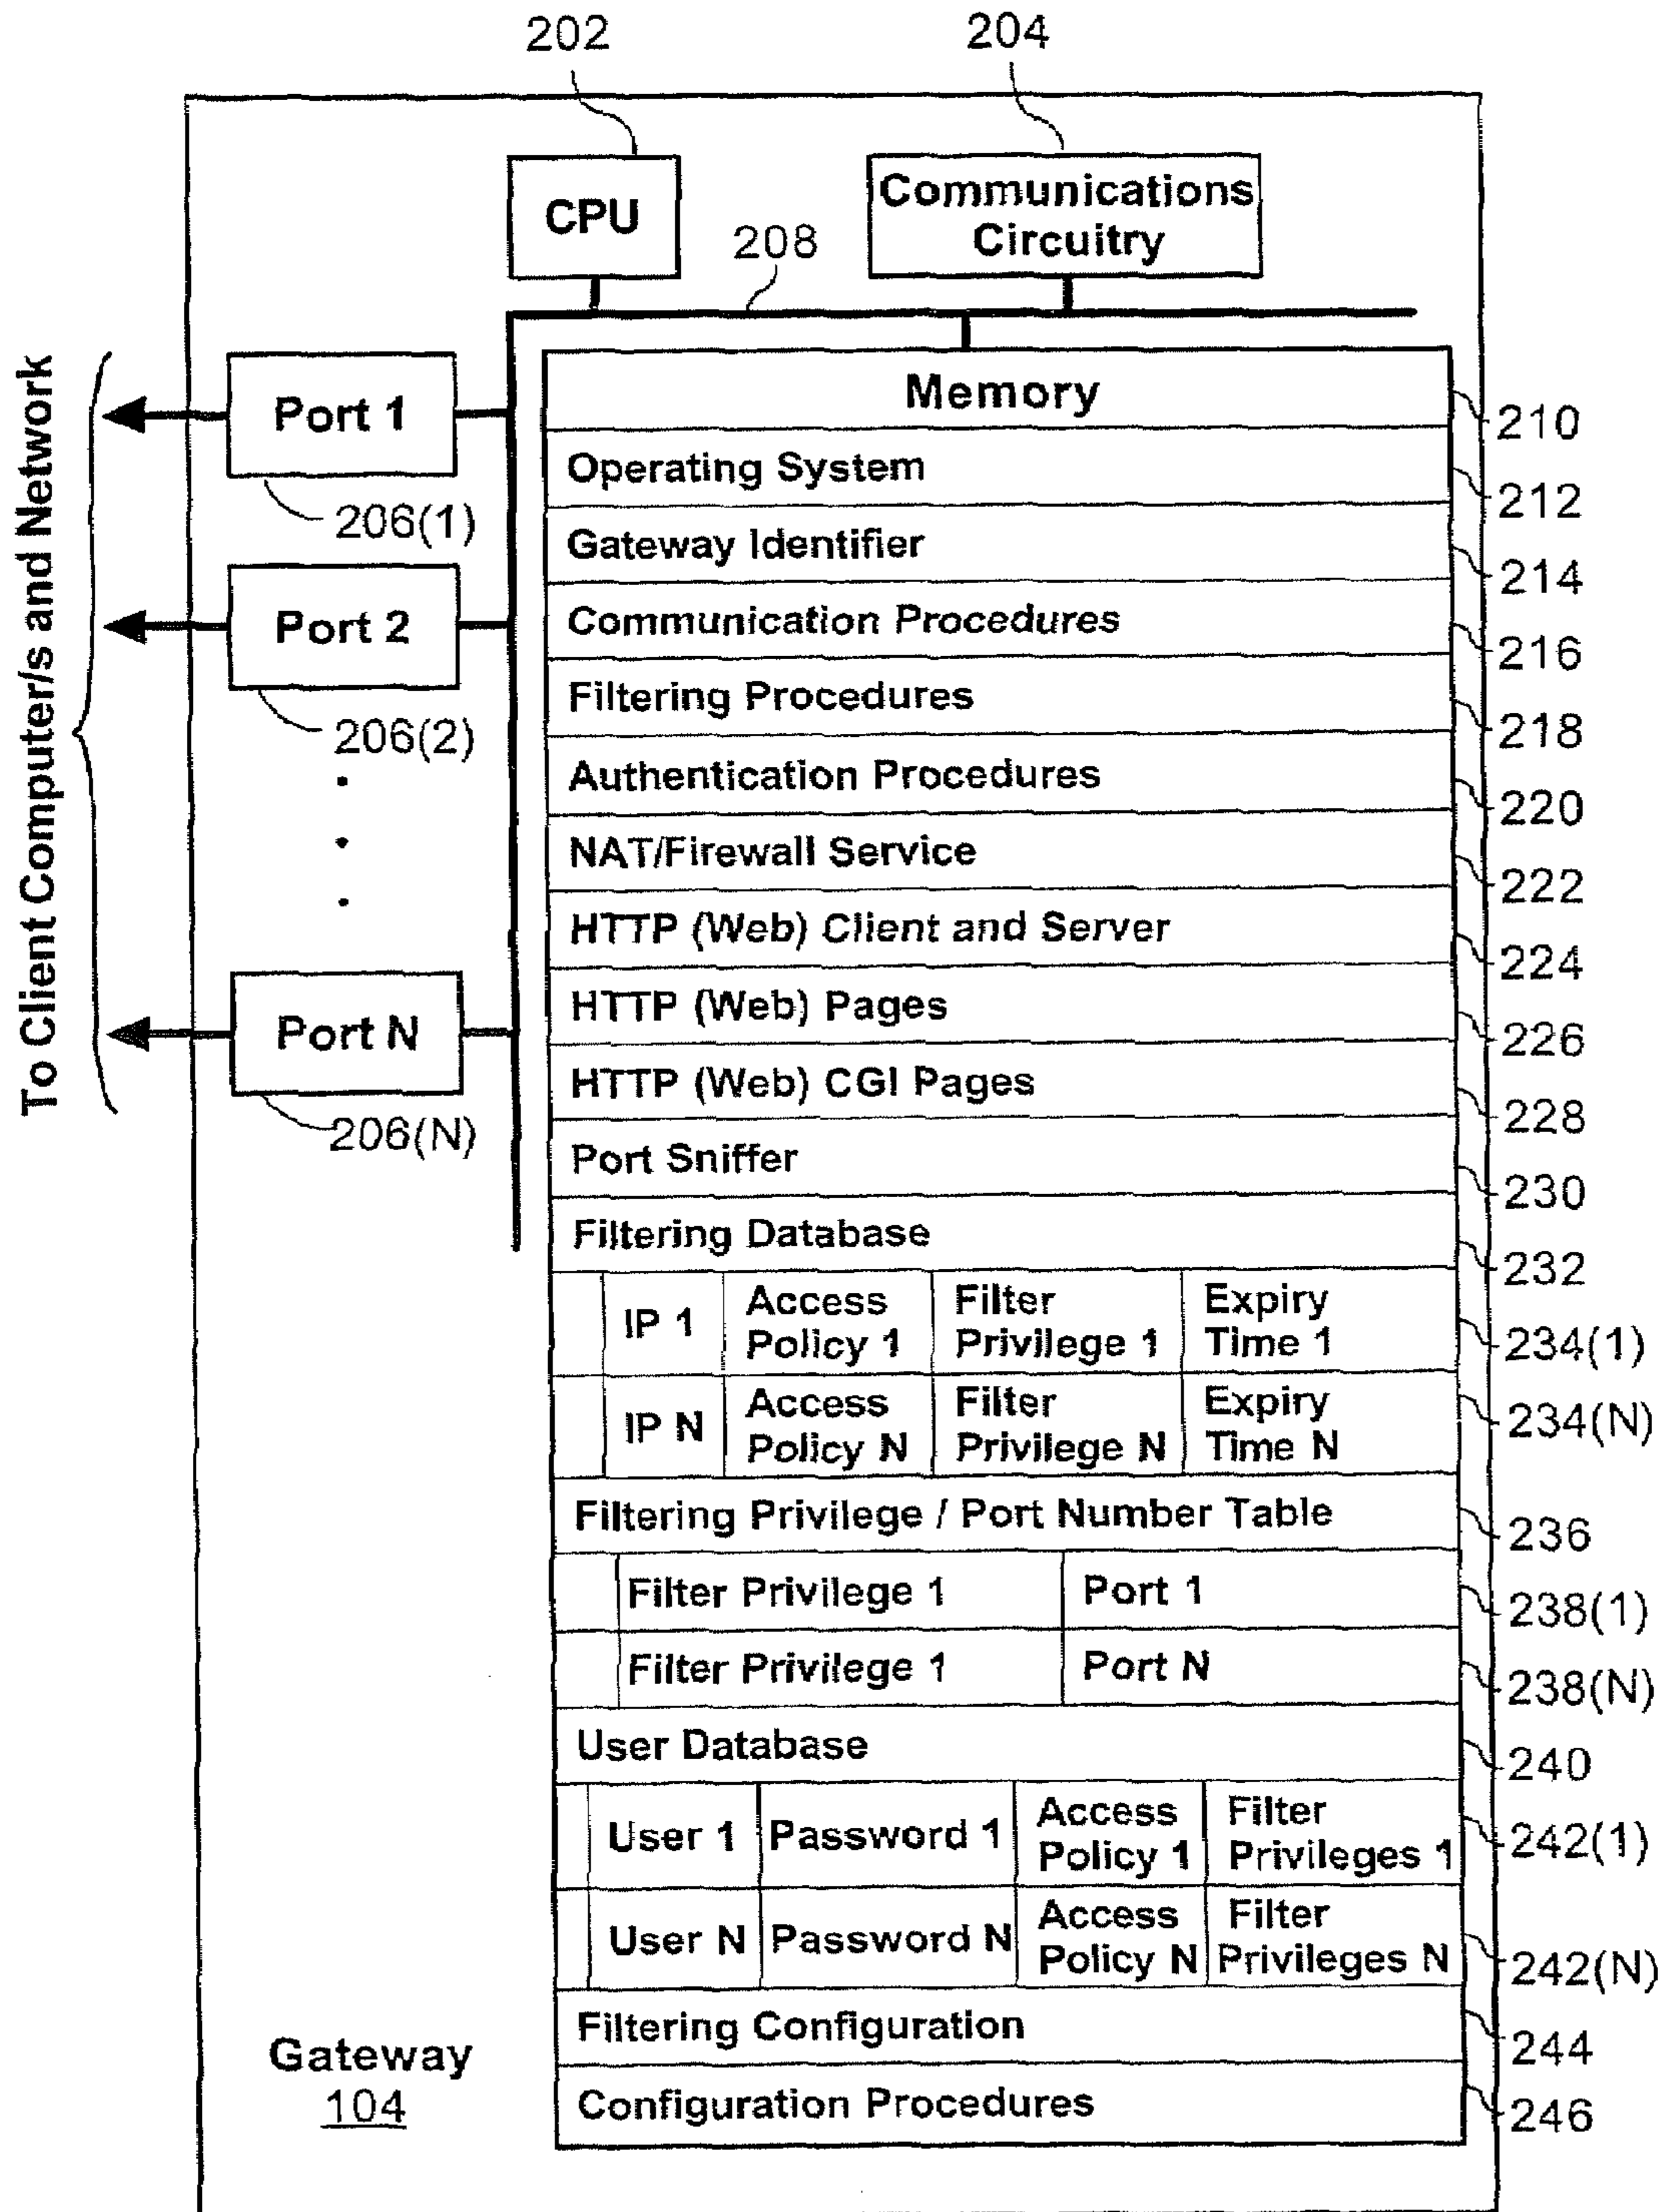 202
204
CPU
Communications
Circuitry
208
To Client Computer/s and Network
Port 1
206(1)
Port 2
206(2)
Port N
206(N)
Memory
210
Operating System
212
Gateway Identifier
214
Communication Procedures
216
Filtering Procedures
218
Authentication Procedures
220
NAT/Firewall Service
222
HTTP (Web) Client and Server
224
HTTP (Web) Pages
226
HTTP (Web) CGI Pages
228
Port Sniffer
230
Filtering Database
232
IP 1
Access
Policy 1
Filter
Privilege 1
Expiry
Time 1
234(1)
IP N
Access
Policy N
Filter
Privilege N
Expiry
Time N
234(N)
Filtering Privilege / Port Number Table
236
Filter Privilege 1
Port 1
238(1)
Filter Privilege 1
Port N
238(N)
User Database
240
User 1
Password 1
Access
Policy 1
Filter
Privileges 1
242(1)
User N
Password N
Access
Policy N
Filter
Privileges N
242(N)
Filtering Configuration
244
Configuration Procedures
246
Gateway
104